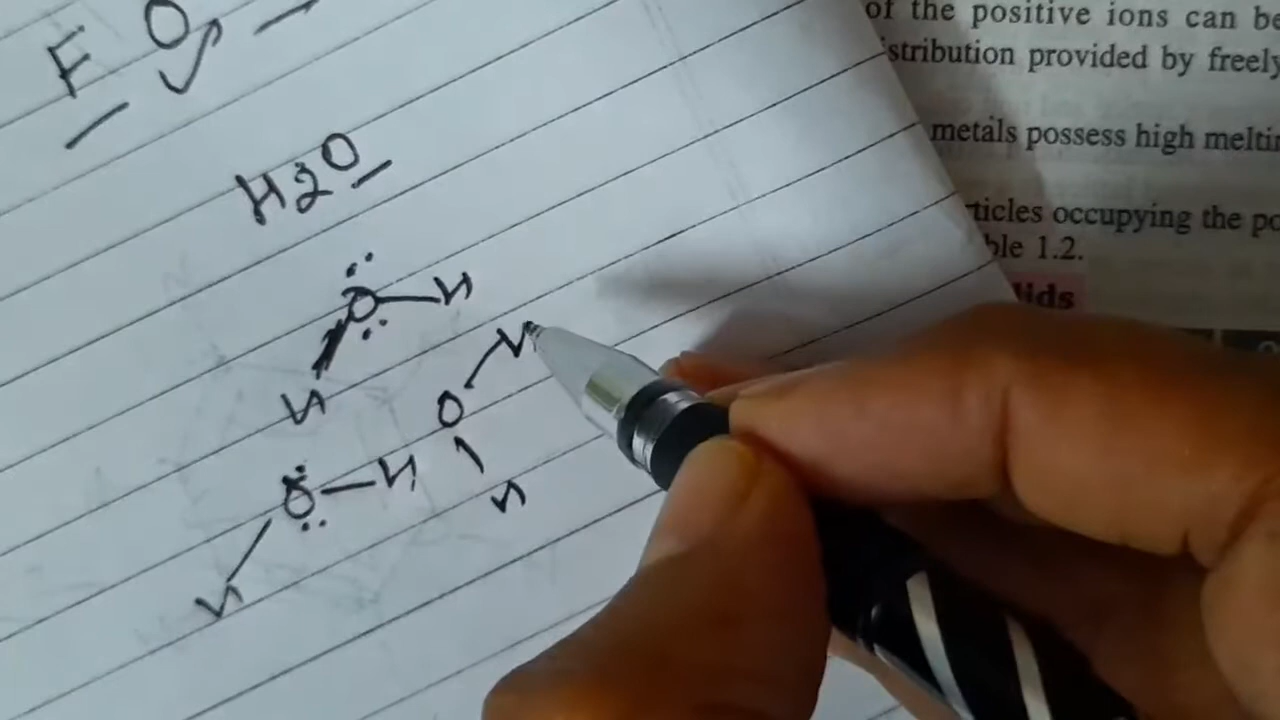 F O
H2O
O H
H
O H
H
O H
H
of the positive ions can be
istribution provided by freely
metals possess high meltin
ticles occupying the po
ble 1.2.
lids